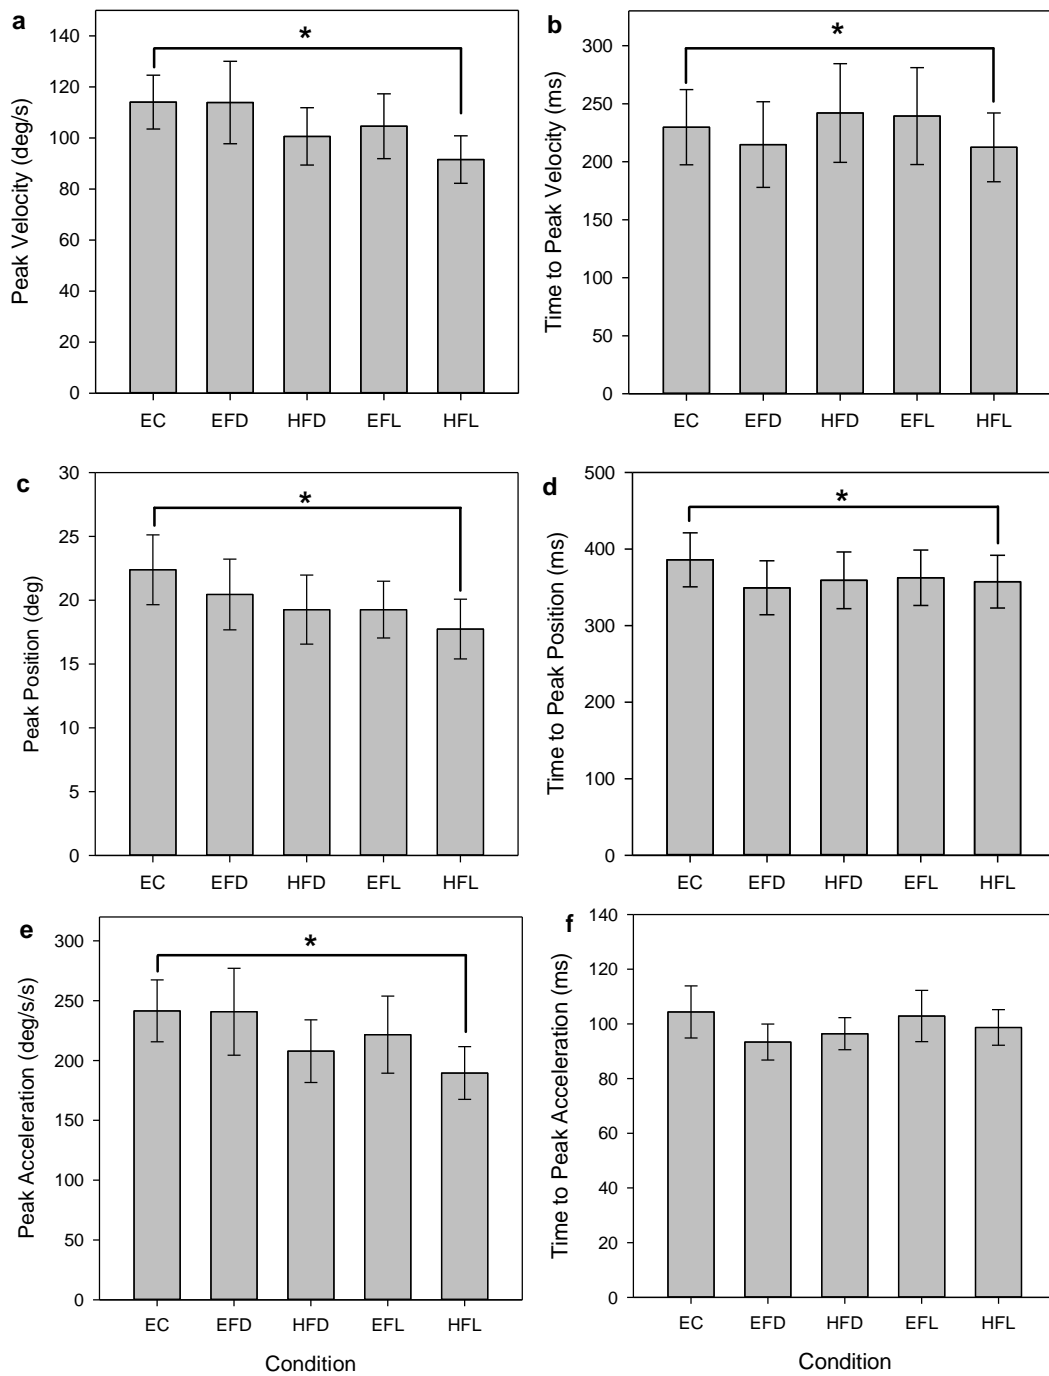 a
*
Peak Velocity (deg/s)
140
120
100
80
60
40
20
0
EC EFD HFD EFL HFL
b
*
Time to Peak Velocity (ms)
300
250
200
150
100
50
0
EC EFD HFD EFL HFL
c
*
Peak Position (deg)
30
25
20
15
10
5
0
EC EFD HFD EFL HFL
d
*
Time to Peak Position (ms)
500
400
300
200
100
0
EC EFD HFD EFL HFL
e
*
Peak Acceleration (deg/s/s)
300
250
200
150
100
50
0
EC EFD HFD EFL HFL
Condition
f
Time to Peak Acceleration (ms)
140
120
100
80
60
40
20
0
EC EFD HFD EFL HFL
Condition